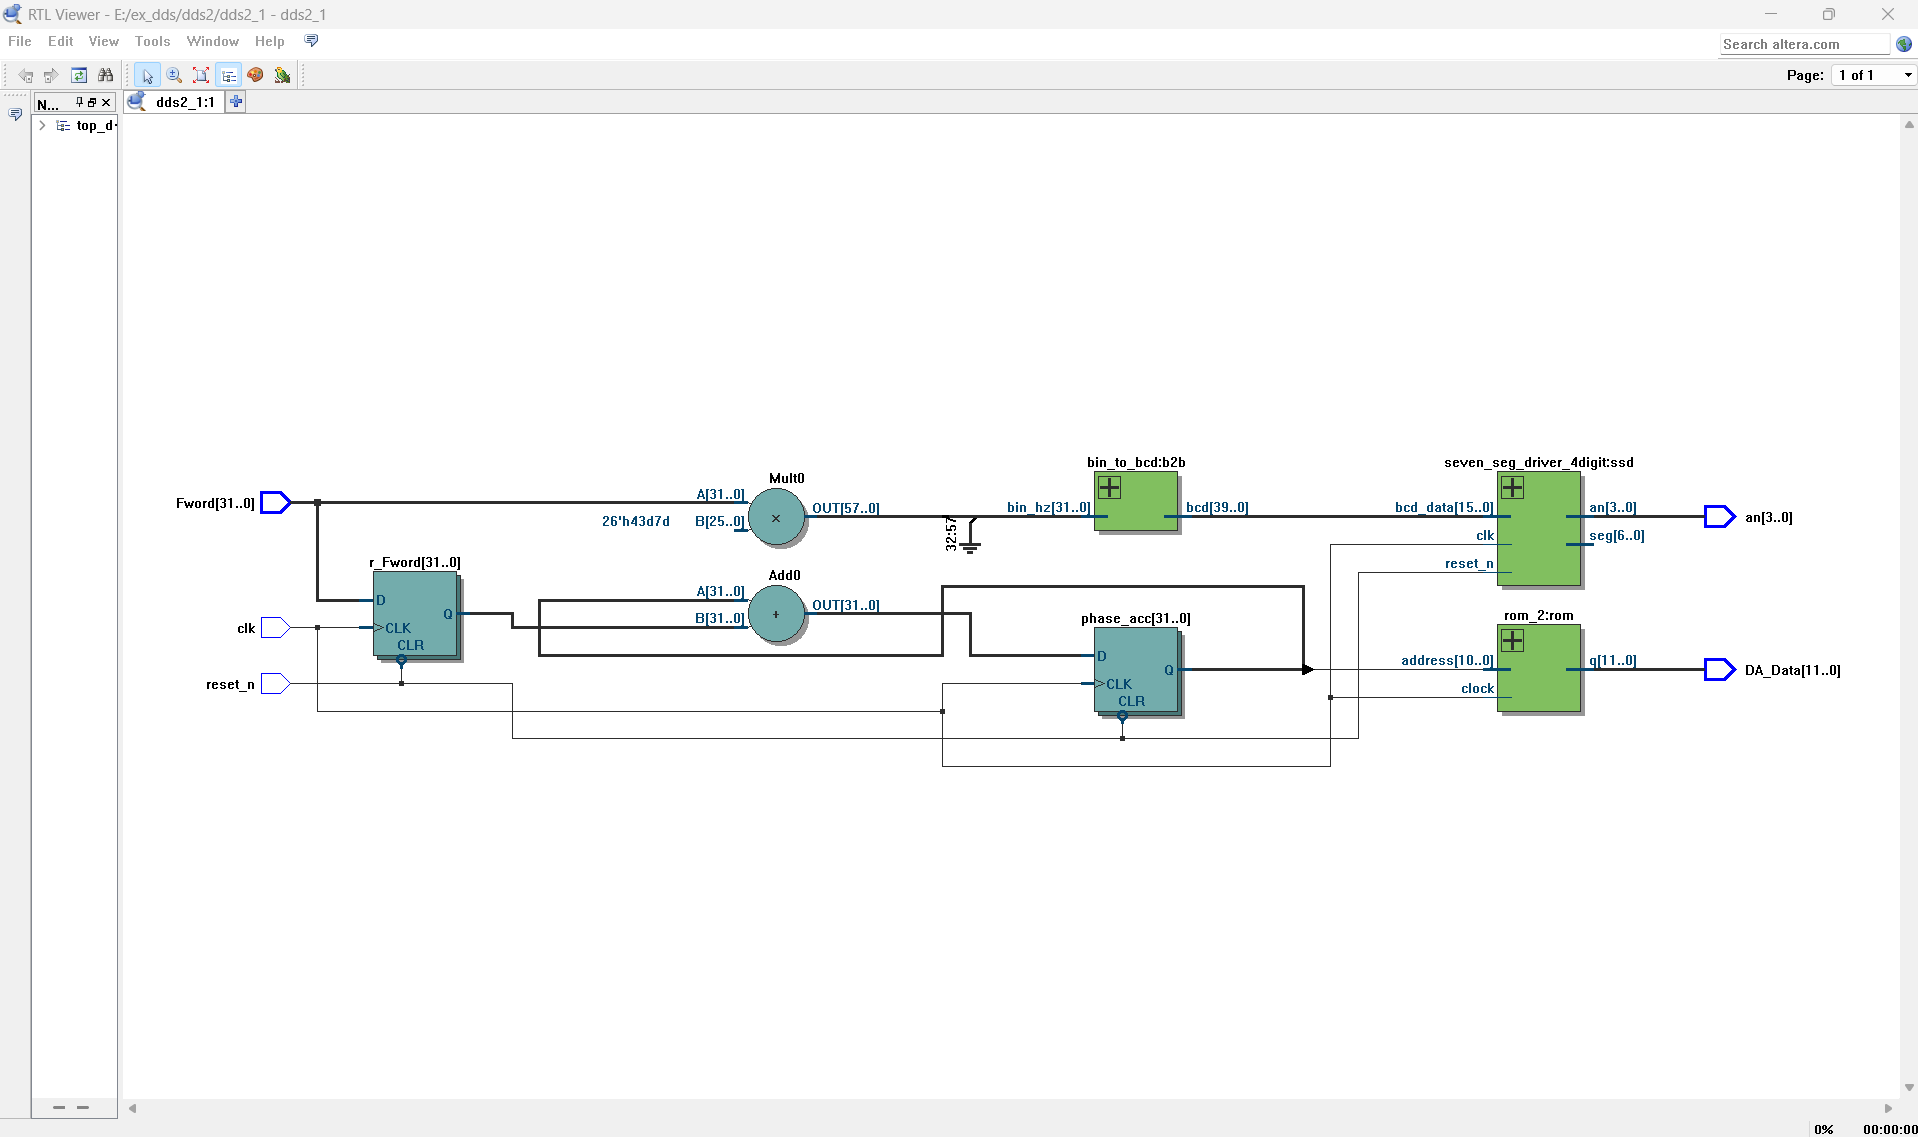 RTL Viewer - E:/ex_dds/dds2/dds2_1 - dds2_1
File Edit View Tools Window Help
Search altera.com
Page: 1 of 1
N...
dds2_1:1
top_d
Mult0
bin_to_bcd:b2b
seven_seg_driver_4digit:ssd
Fword[31..0]
A[31..0]
26'h43d7d B[25..0]
OUT[57..0]
32:57
bin_hz[31..0]
bcd[39..0]
bcd_data[15..0]
an[3..0]
an[3..0]
clk
seg[6..0]
reset_n
r_Fword[31..0]
D
Q
CLK
CLR
clk
reset_n
Add0
A[31..0]
B[31..0]
OUT[31..0]
phase_acc[31..0]
D
Q
CLK
CLR
rom_2:rom
address[10..0]
q[11..0]
DA_Data[11..0]
clock
0% 00:00:00